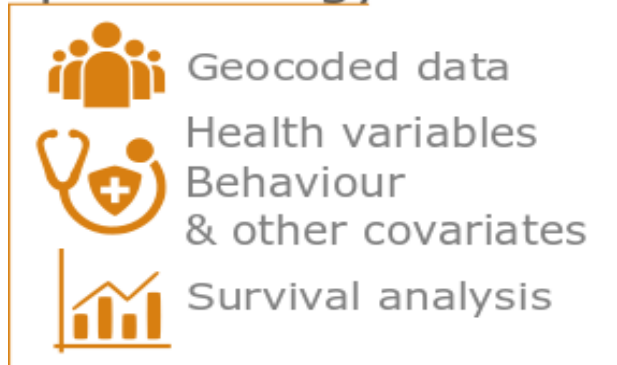 Geocoded data
Health variables
Behaviour
& other covariates
Survival analysis